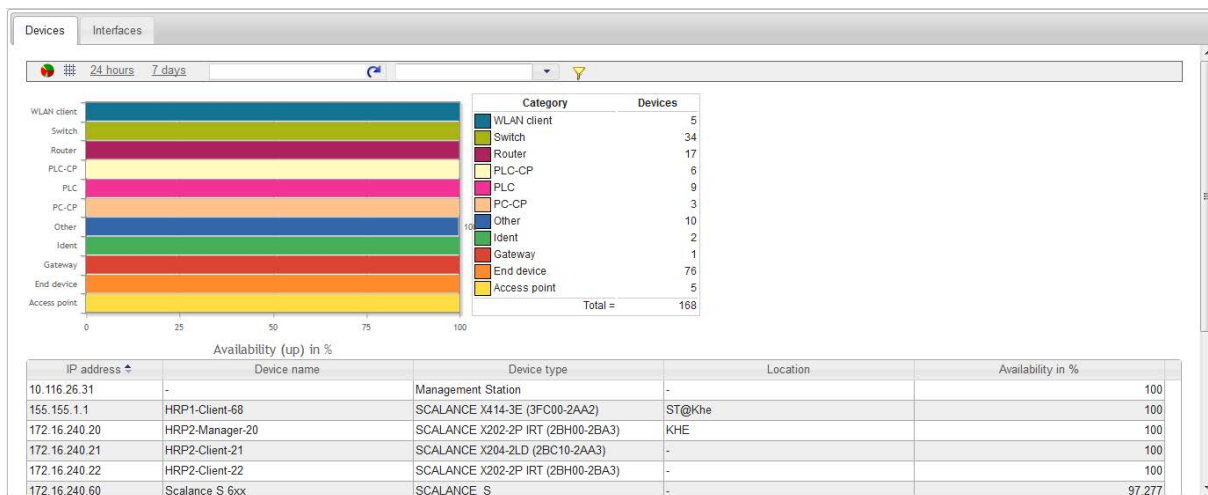 Devices Interfaces
24 hours 7 days
WLAN client
Switch
Router
PLC-CP
PLC
PC-CP
Other
Ident
Gateway
End device
Access point
0 25 50 75 100
Availability (up) in %
Category Devices
WLAN client 5
Switch 34
Router 17
PLC-CP 6
PLC 9
PC-CP 3
Other 10
Ident 2
Gateway 1
End device 76
Access point 5
Total = 168
IP address Device name Device type Location Availability in %
10.116.26.31 - Management Station - 100
155.155.1.1 HRP1-Client-68 SCALANCE X414-3E (3FC00-2AA2) ST@Khe 100
172.16.240.20 HRP2-Manager-20 SCALANCE X202-2P IRT (2BH00-2BA3) KHE 100
172.16.240.21 HRP2-Client-21 SCALANCE X204-2LD (2BC10-2AA3) - 100
172.16.240.22 HRP2-Client-22 SCALANCE X202-2P IRT (2BH00-2BA3) - 100
172.16.240.60 Scalance S 6xx SCALANCE S - 97.277